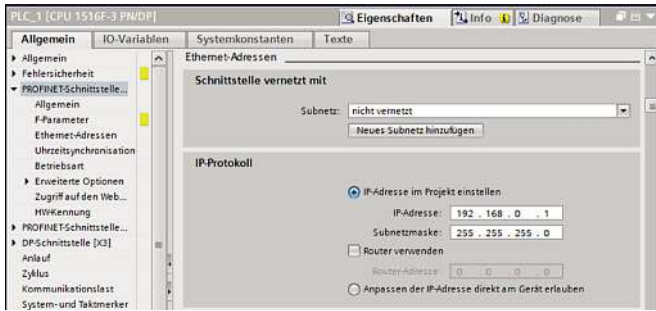 PLC_1 [CPU 1516F-3 PN/DP]
Eigenschaften Info Diagnose
Allgemein IO-Variablen Systemkonstanten Texte
Allgemein
Fehlersicherheit
PROFINET-Schnittstelle...
Allgemein
F-Parameter
Ethernet-Adressen
Uhrzeitsynchronisation
Betriebsart
Erweiterte Optionen
Zugriff auf den Web...
HW-Kennung
PROFINET-Schnittstelle...
DP-Schnittstelle [X3]
Anlauf
Zyklus
Kommunikationslast
System- und Taktmerker
Ethernet-Adressen
Schnittstelle vernetzt mit
Subnetz: nicht vernetzt
Neues Subnetz hinzufügen
IP-Protokoll
IP-Adresse im Projekt einstellen
IP-Adresse: 192 . 168 . 0 . 1
Subnetzmaske: 255 . 255 . 255 . 0
Router verwenden
Router-Adresse: 0 . 0 . 0 . 0
Anpassen der IP-Adresse direkt am Gerät erlauben